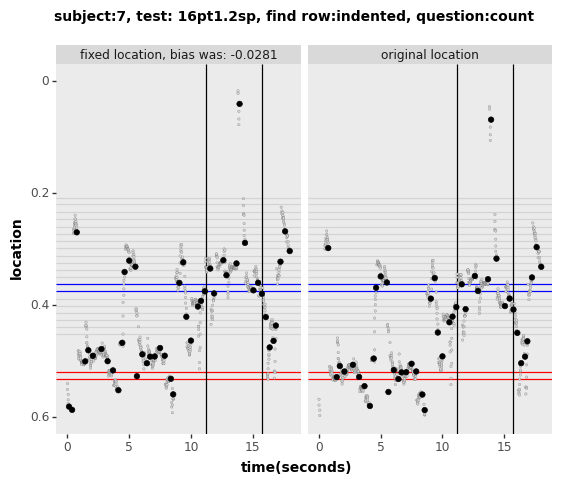 subject:7, test: 16pt1.2sp, find row:indented, question:count
fixed location, bias was: -0.0281
original location
0
0.2
0.4
0.6
location
0 5 10 15
0 5 10 15
time(seconds)